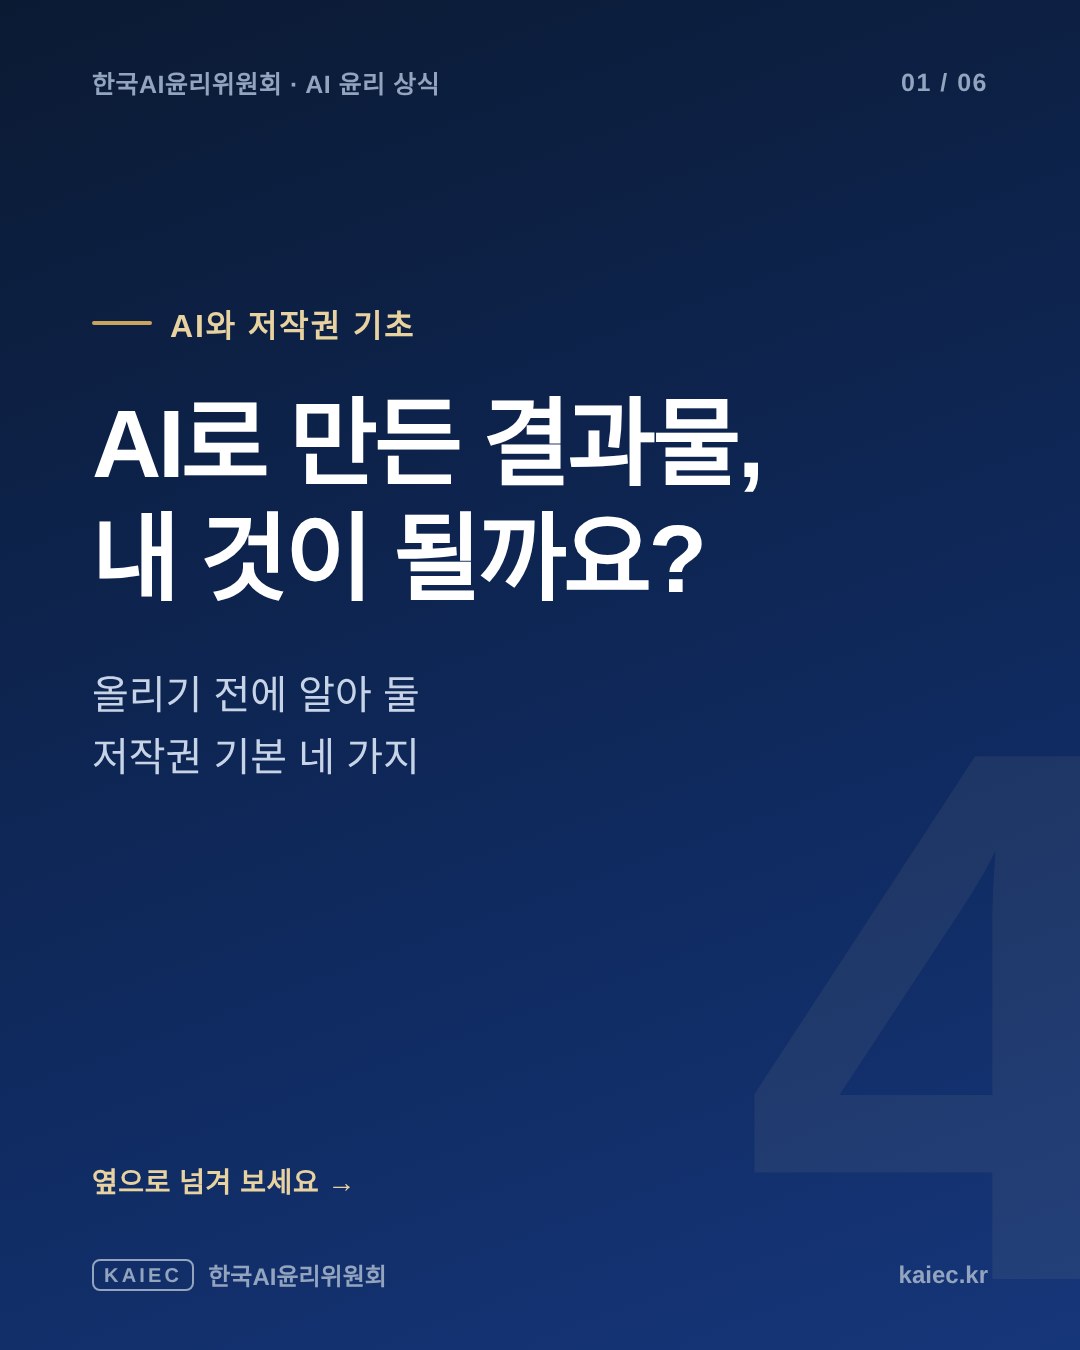 한국AI윤리위원회 · AI 윤리 상식
01 / 06
AI와 저작권 기초
AI로 만든 결과물,
내 것이 될까요?
올리기 전에 알아 둘
저작권 기본 네 가지
4
옆으로 넘겨 보세요 →
KAIEC 한국AI윤리위원회
kaiec.kr